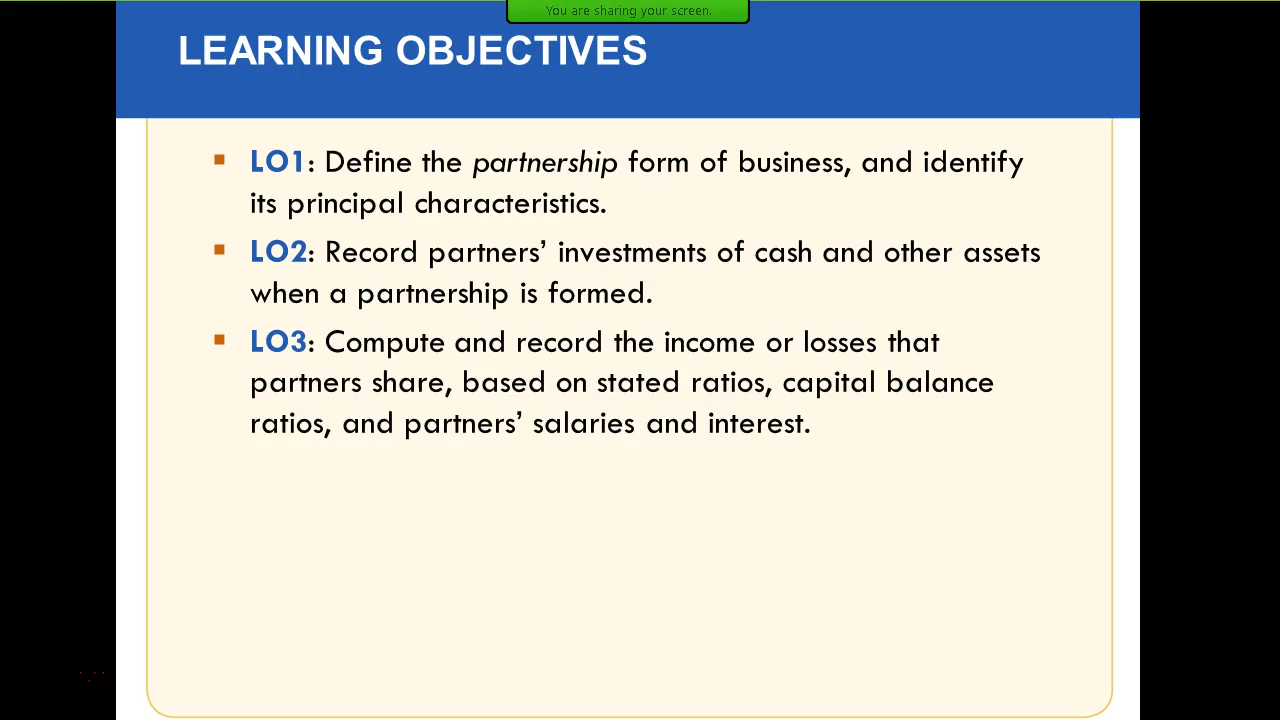 You are sharing your screen.
LEARNING OBJECTIVES
▪ LO1: Define the partnership form of business, and identify
its principal characteristics.
▪ LO2: Record partners’ investments of cash and other assets
when a partnership is formed.
▪ LO3: Compute and record the income or losses that
partners share, based on stated ratios, capital balance
ratios, and partners’ salaries and interest.